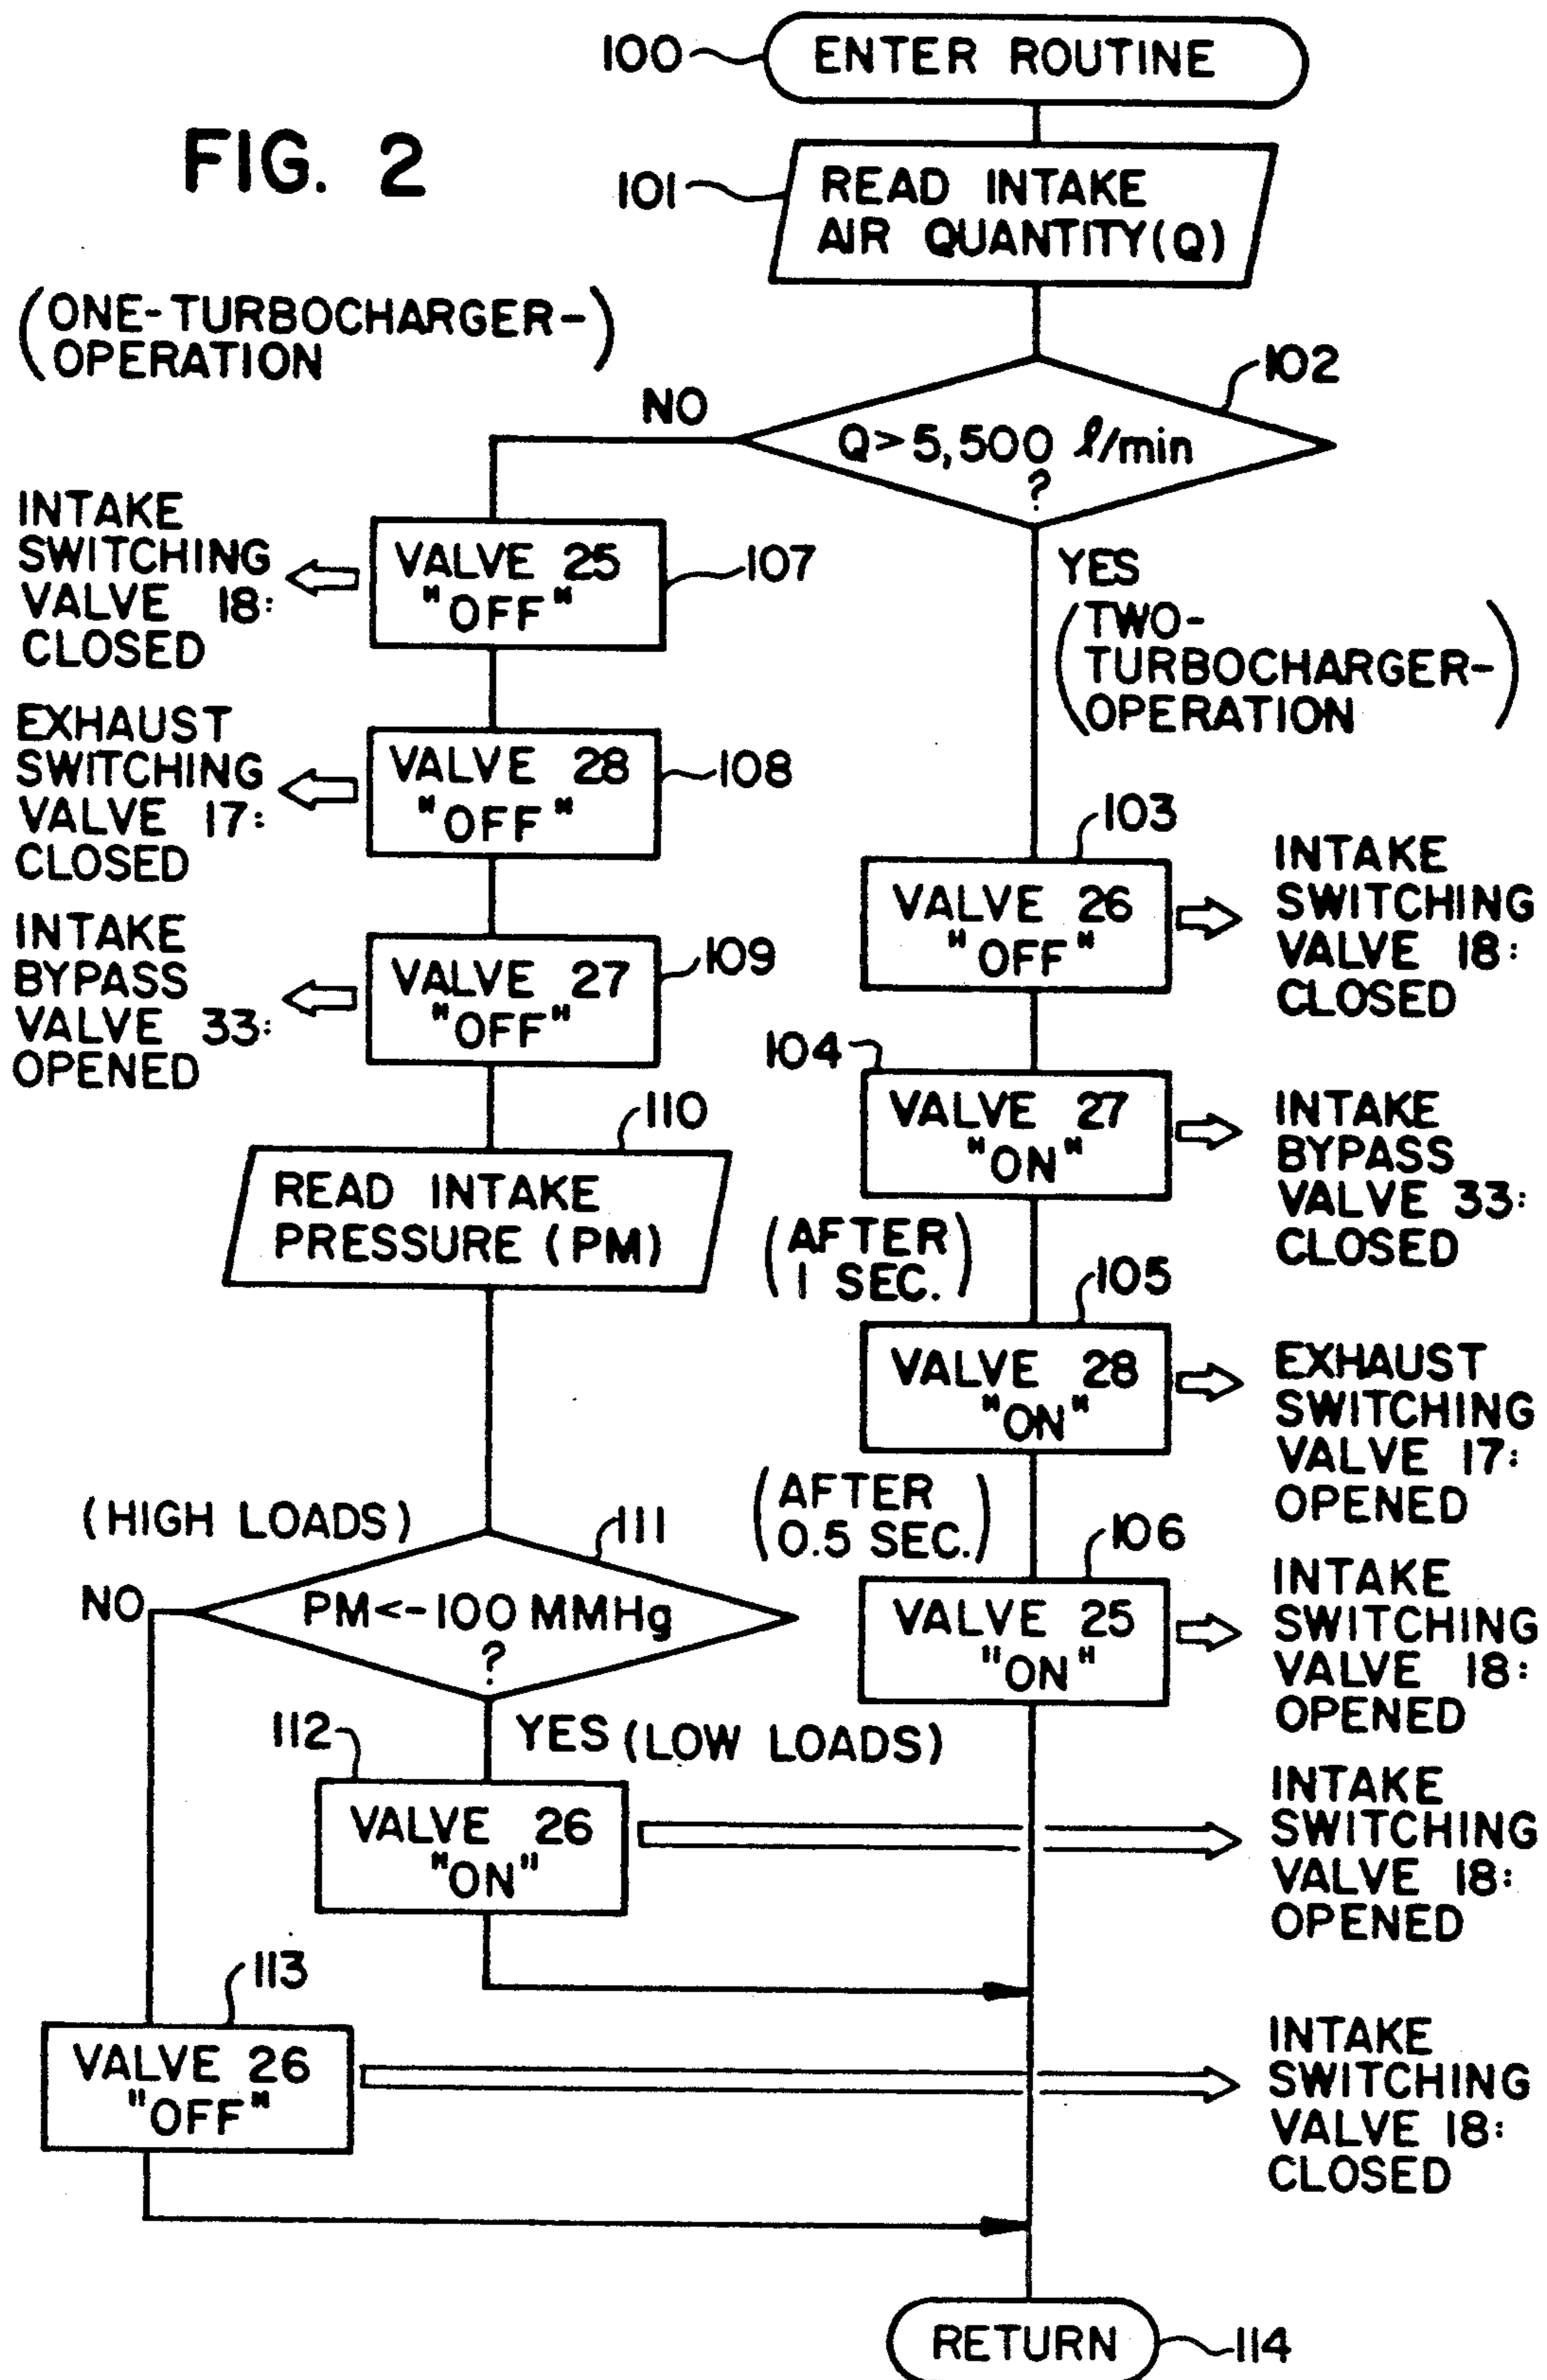 FIG. 2
100
ENTER ROUTINE
101
READ INTAKE
AIR QUANTITY(Q)
(ONE-TURBOCHARGER-
OPERATION)
102
Q>5,500 l/min
?
NO
INTAKE
SWITCHING
VALVE 18:
CLOSED
VALVE 25
"OFF"
107
EXHAUST
SWITCHING
VALVE 17:
CLOSED
VALVE 28
"OFF"
108
INTAKE
BYPASS
VALVE 33:
OPENED
VALVE 27
"OFF"
109
110
READ INTAKE
PRESSURE (PM)
(HIGH LOADS)
111
NO
PM<-100 MMHg
?
YES (LOW LOADS)
112
VALVE 26
"ON"
INTAKE
SWITCHING
VALVE 18:
OPENED
113
VALVE 26
"OFF"
INTAKE
SWITCHING
VALVE 18:
CLOSED
YES
(TWO-
TURBOCHARGER-
OPERATION)
103
VALVE 26
"OFF"
INTAKE
SWITCHING
VALVE 18:
CLOSED
104
VALVE 27
"ON"
INTAKE
BYPASS
VALVE 33:
CLOSED
(AFTER
1 SEC.)
105
VALVE 28
"ON"
EXHAUST
SWITCHING
VALVE 17:
OPENED
(AFTER
0.5 SEC.)
106
VALVE 25
"ON"
INTAKE
SWITCHING
VALVE 18:
OPENED
RETURN
114